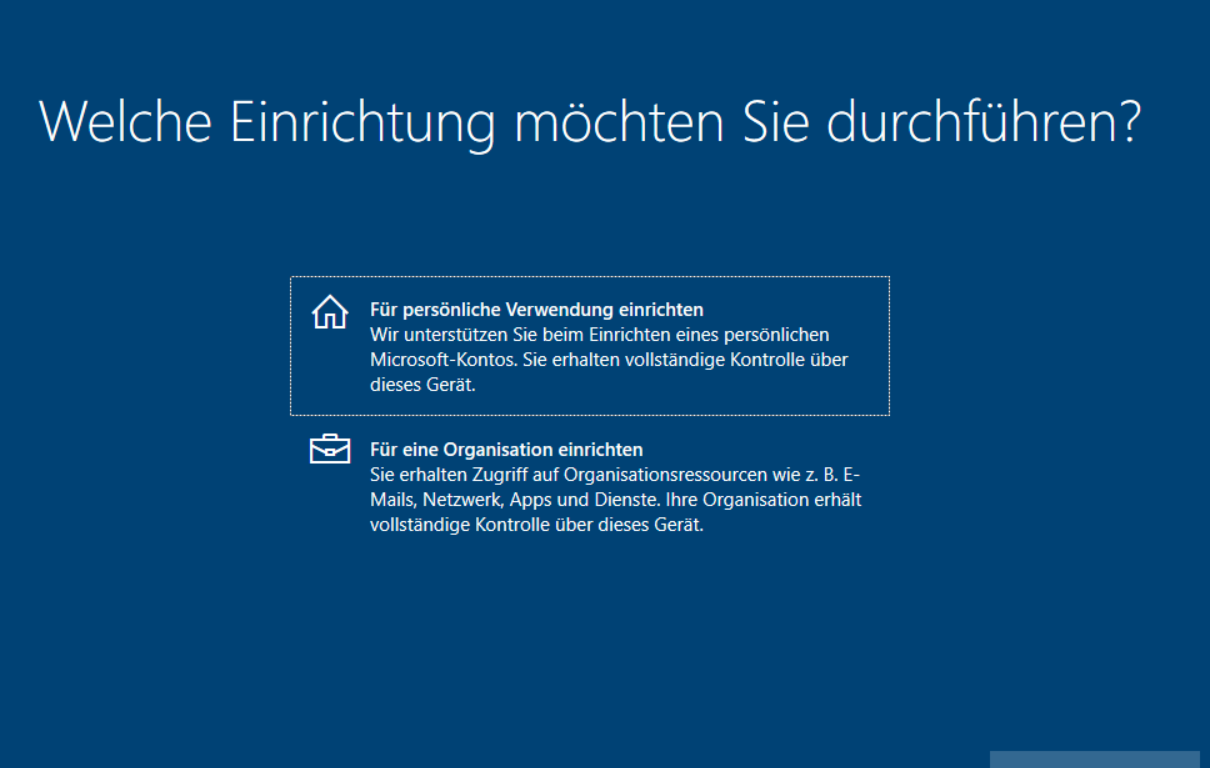 Welche Einrichtung möchten Sie durchführen?
Für persönliche Verwendung einrichten
Wir unterstützen Sie beim Einrichten eines persönlichen
Microsoft-Kontos. Sie erhalten vollständige Kontrolle über
dieses Gerät.
Für eine Organisation einrichten
Sie erhalten Zugriff auf Organisationsressourcen wie z. B. E-
Mails, Netzwerk, Apps und Dienste. Ihre Organisation erhält
vollständige Kontrolle über dieses Gerät.